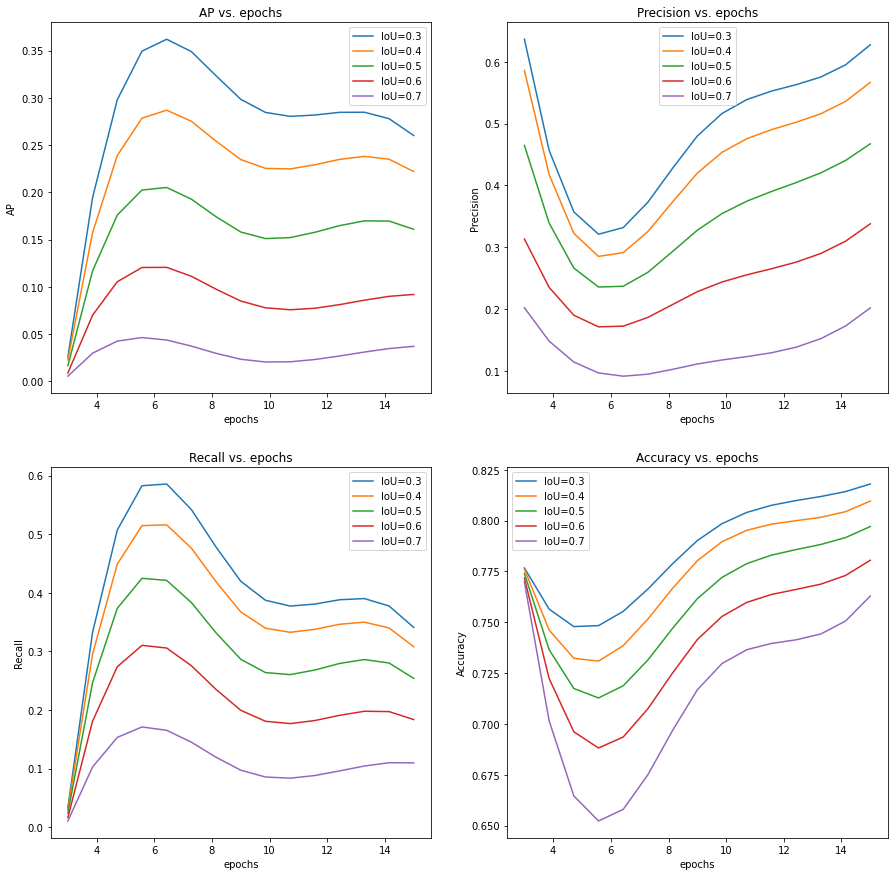 AP vs. epochs
IoU=0.3
IoU=0.4
IoU=0.5
IoU=0.6
IoU=0.7
0.35
0.30
0.25
0.20
0.15
0.10
0.05
0.00
AP
4 6 8 10 12 14
epochs
Precision vs. epochs
IoU=0.3
IoU=0.4
IoU=0.5
IoU=0.6
IoU=0.7
0.6
0.5
0.4
0.3
0.2
0.1
Precision
4 6 8 10 12 14
epochs
Recall vs. epochs
IoU=0.3
IoU=0.4
IoU=0.5
IoU=0.6
IoU=0.7
0.6
0.5
0.4
0.3
0.2
0.1
0.0
Recall
4 6 8 10 12 14
epochs
Accuracy vs. epochs
IoU=0.3
IoU=0.4
IoU=0.5
IoU=0.6
IoU=0.7
0.825
0.800
0.775
0.750
0.725
0.700
0.675
0.650
Accuracy
4 6 8 10 12 14
epochs